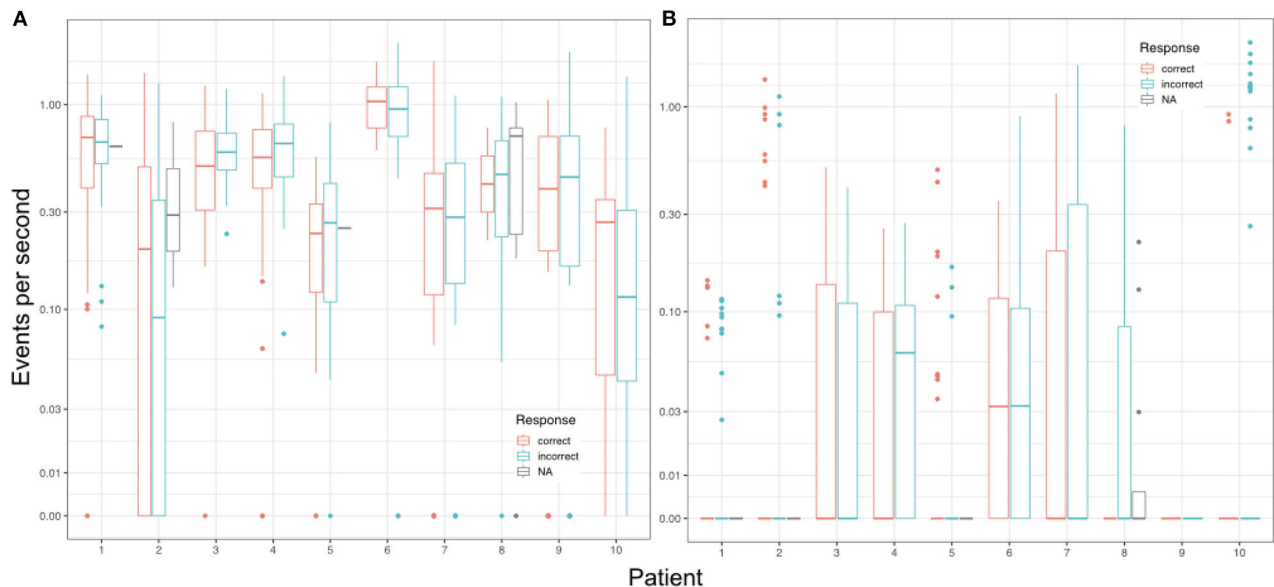 A
B
Events per second
1.00
0.30
0.10
0.03
0.01
0.00
Response
correct
incorrect
NA
1 2 3 4 5 6 7 8 9 10
1.00
0.30
0.10
0.03
0.01
0.00
Response
correct
incorrect
NA
1 2 3 4 5 6 7 8 9 10
Patient